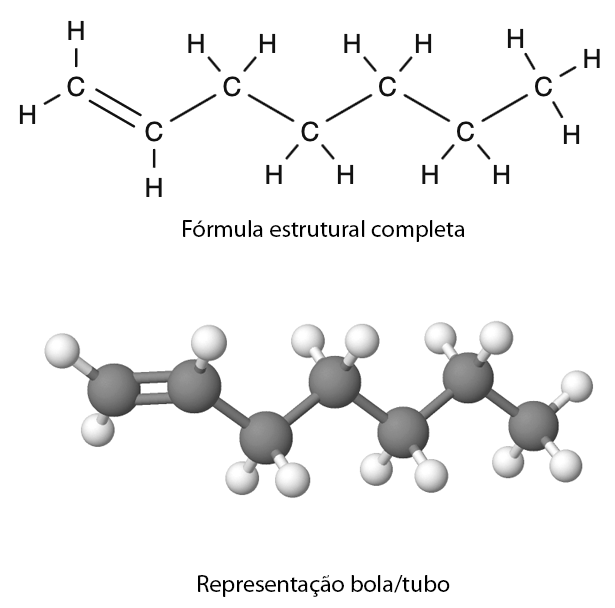 H
H H H H H
C C C C H
H
C C C H
H H H H H
Fórmula estrutural completa
Representação bola/tubo